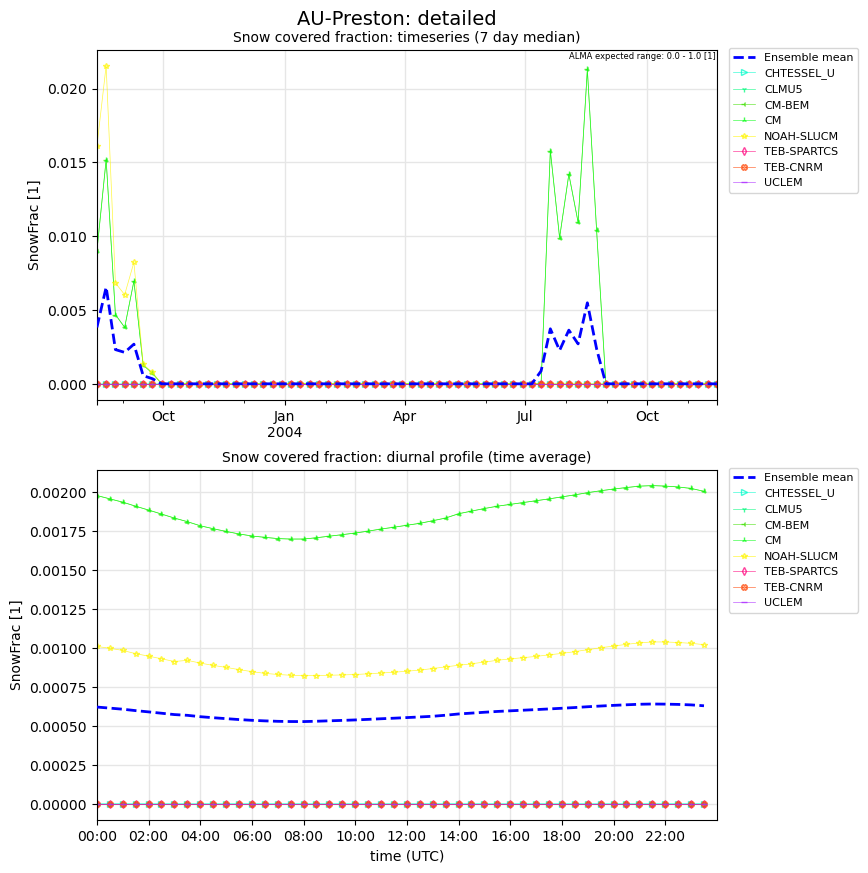 AU-Preston: detailed
Snow covered fraction: timeseries (7 day median)
ALMA expected range: 0.0 - 1.0 [1]
SnowFrac [1]
0.020
0.015
0.010
0.005
0.000
Oct
Jan
2004
Apr
Jul
Oct
Ensemble mean
CHTESSEL_U
CLMU5
CM-BEM
CM
NOAH-SLUCM
TEB-SPARTCS
TEB-CNRM
UCLEM
Snow covered fraction: diurnal profile (time average)
SnowFrac [1]
0.00200
0.00175
0.00150
0.00125
0.00100
0.00075
0.00050
0.00025
0.00000
00:00
02:00
04:00
06:00
08:00
10:00
12:00
14:00
16:00
18:00
20:00
22:00
time (UTC)
Ensemble mean
CHTESSEL_U
CLMU5
CM-BEM
CM
NOAH-SLUCM
TEB-SPARTCS
TEB-CNRM
UCLEM